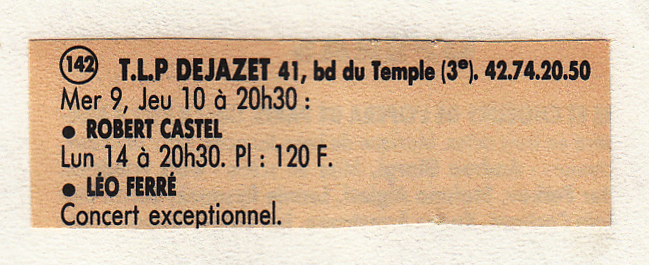 142 T.L.P DEJAZET 41, bd du Temple (3e). 42.74.20.50
Mer 9, Jeu 10 à 20h30 :
● ROBERT CASTEL
Lun 14 à 20h30. Pl : 120 F.
● LÉO FERRÉ
Concert exceptionnel.